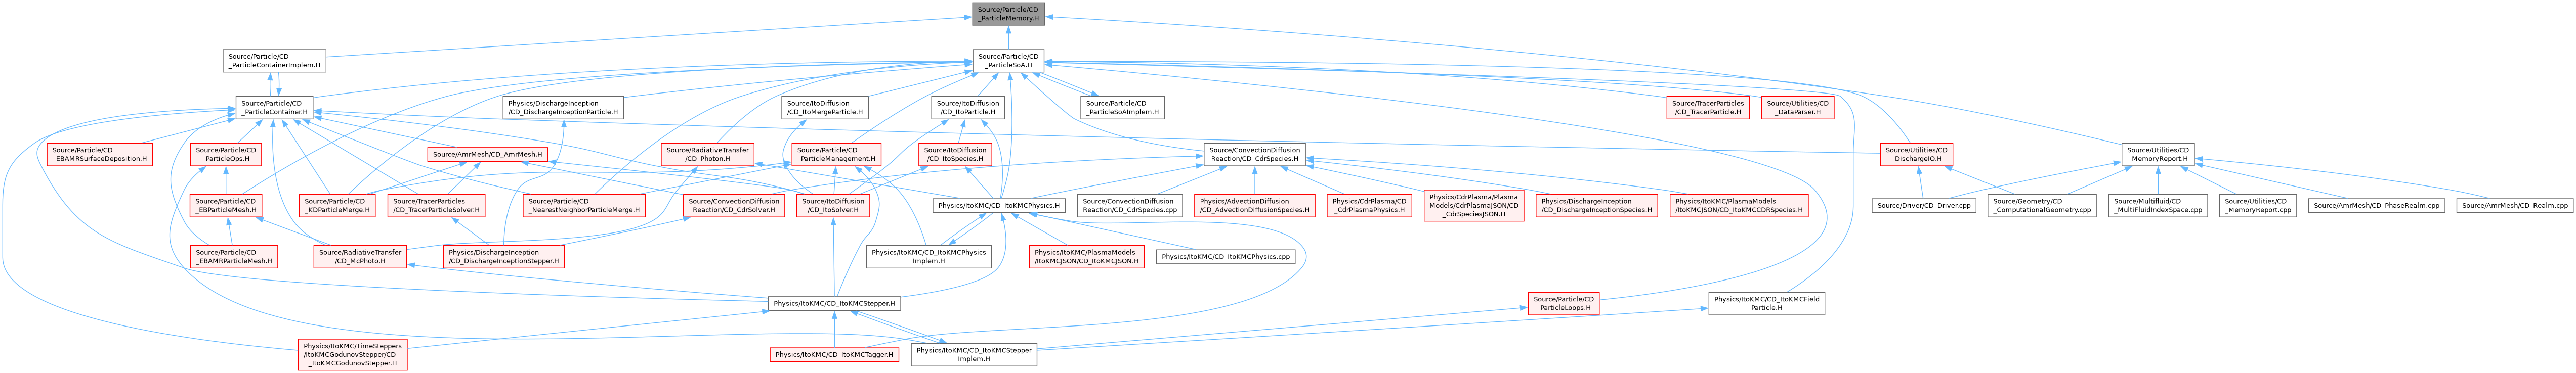 Source/Particle/CD
_ParticleMemory.H
Source/Particle/CD
_ParticleContainerImplem.H
Source/Particle/CD
_ParticleSoA.H
Source/Particle/CD
_ParticleContainer.H
Physics/DischargeInception
/CD_DischargeInceptionParticle.H
Source/ItoDiffusion
/CD_ItoMergeParticle.H
Source/ItoDiffusion
/CD_ItoParticle.H
Source/Particle/CD
_ParticleSoAImplem.H
Source/TracerParticles
/CD_TracerParticle.H
Source/Utilities/CD
_DataParser.H
Source/Particle/CD
_EBAMRSurfaceDeposition.H
Source/Particle/CD
_ParticleOps.H
Source/AmrMesh/CD_AmrMesh.H
Source/RadiativeTransfer
/CD_Photon.H
Source/Particle/CD
_ParticleManagement.H
Source/ItoDiffusion
/CD_ItoSpecies.H
Source/ConvectionDiffusion
Reaction/CD_CdrSpecies.H
Source/Utilities/CD
_DischargeIO.H
Source/Utilities/CD
_MemoryReport.H
Source/Particle/CD
_EBParticleMesh.H
Source/Particle/CD
_KDParticleMerge.H
Source/TracerParticles
/CD_TracerParticleSolver.H
Source/Particle/CD
_NearestNeighborParticleMerge.H
Source/ConvectionDiffusion
Reaction/CD_CdrSolver.H
Source/ItoDiffusion
/CD_ItoSolver.H
Physics/ItoKMC/CD_ItoKMCPhysics.H
Source/ConvectionDiffusion
Reaction/CD_CdrSpecies.cpp
Physics/AdvectionDiffusion
/CD_AdvectionDiffusionSpecies.H
Physics/CdrPlasma/CD
_CdrPlasmaPhysics.H
Physics/CdrPlasma/Plasma
Models/CdrPlasmaJSON/CD
_CdrSpeciesJSON.H
Physics/DischargeInception
/CD_DischargeInceptionSpecies.H
Physics/ItoKMC/PlasmaModels
/ItoKMCJSON/CD_ItoKMCCDRSpecies.H
Source/Driver/CD_Driver.cpp
Source/Geometry/CD
_ComputationalGeometry.cpp
Source/Multifluid/CD
_MultiFluidIndexSpace.cpp
Source/Utilities/CD
_MemoryReport.cpp
Source/AmrMesh/CD_PhaseRealm.cpp
Source/AmrMesh/CD_Realm.cpp
Source/Particle/CD
_EBAMRParticleMesh.H
Source/RadiativeTransfer
/CD_McPhoto.H
Physics/DischargeInception
/CD_DischargeInceptionStepper.H
Physics/ItoKMC/CD_ItoKMCPhysics
Implem.H
Physics/ItoKMC/PlasmaModels
/ItoKMCJSON/CD_ItoKMCJSON.H
Physics/ItoKMC/CD_ItoKMCPhysics.cpp
Physics/ItoKMC/CD_ItoKMCStepper.H
Source/Particle/CD
_ParticleLoops.H
Physics/ItoKMC/CD_ItoKMCField
Particle.H
Physics/ItoKMC/TimeSteppers
/ItoKMCGodunovStepper/CD
_ItoKMCGodunovStepper.H
Physics/ItoKMC/CD_ItoKMCTagger.H
Physics/ItoKMC/CD_ItoKMCStepper
Implem.H